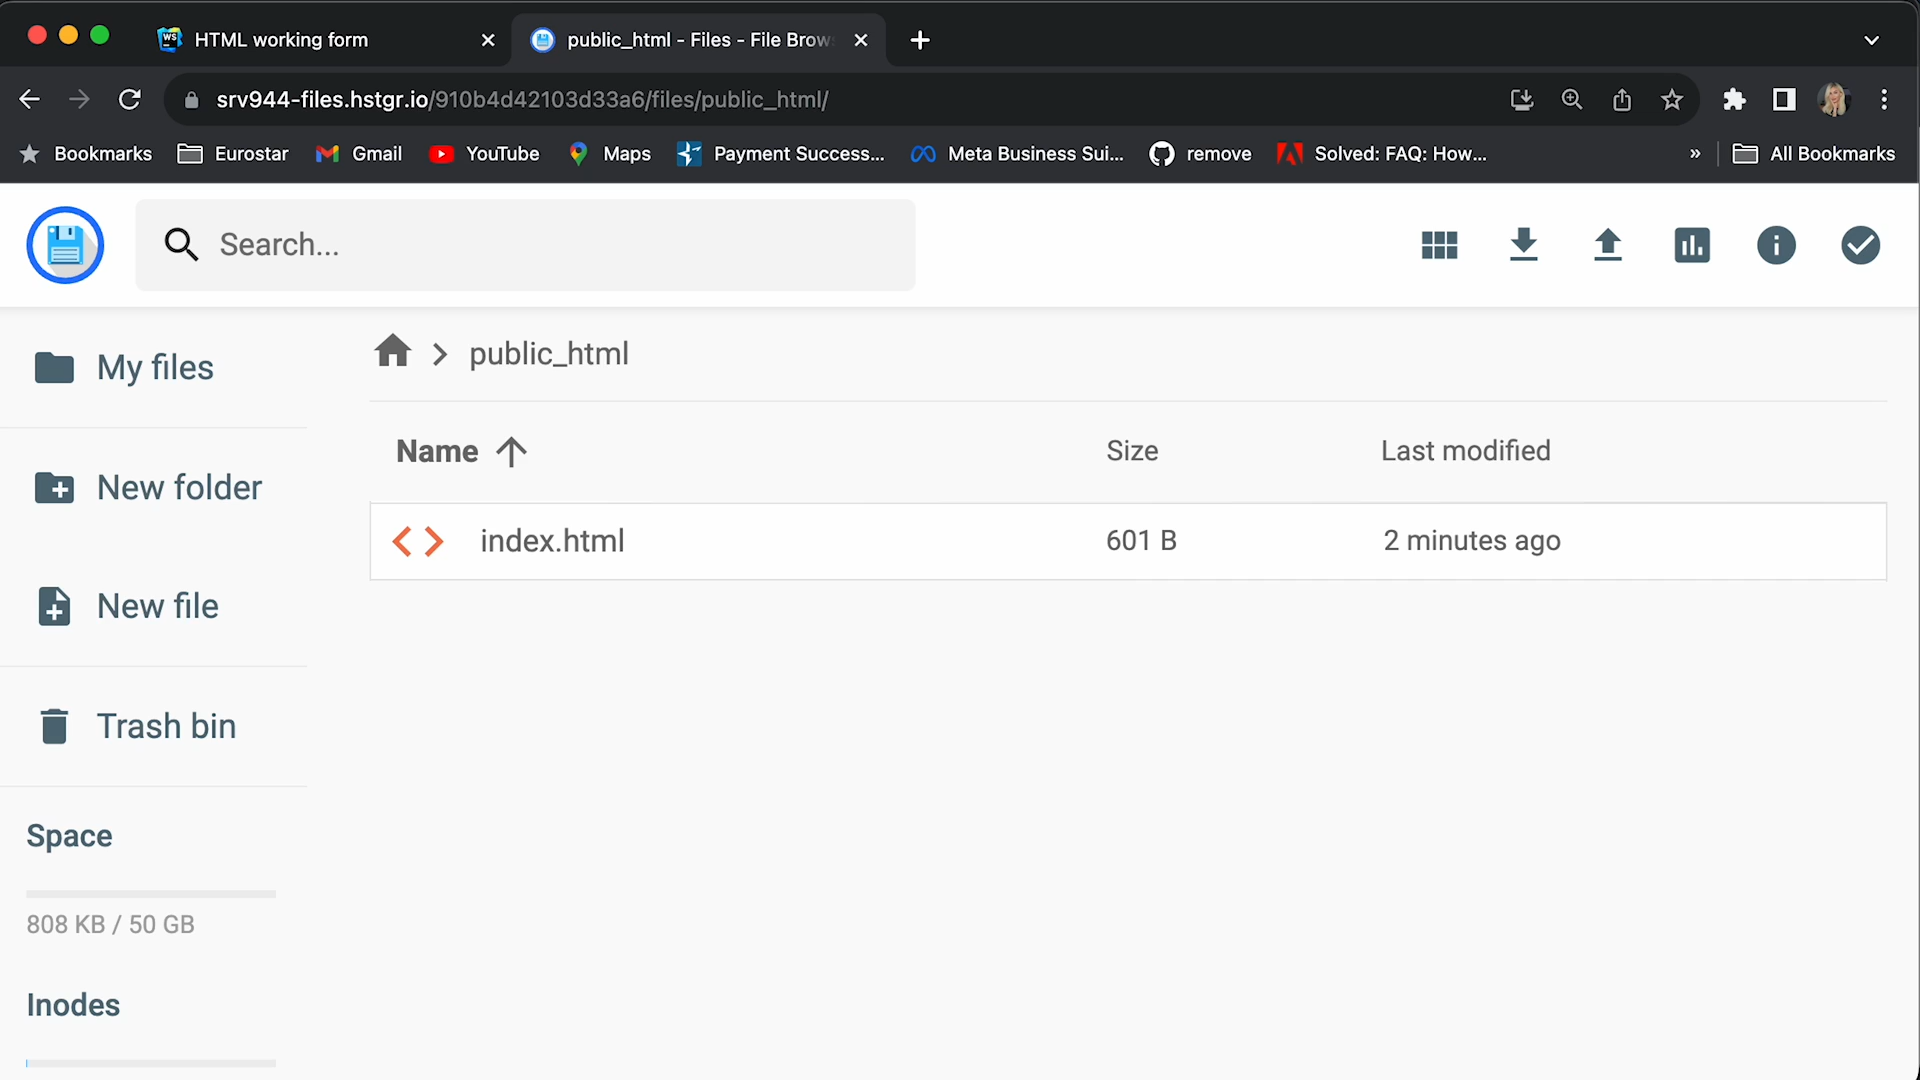 HTML working form
public_html - Files - File Brow
srv944-files.hstgr.io/910b4d42103d33a6/files/public_html/
Bookmarks Eurostar Gmail YouTube Maps Payment Success... Meta Business Sui... remove Solved: FAQ: How... » All Bookmarks
Search...
My files
New folder
New file
Trash bin
Space
808 KB / 50 GB
Inodes
public_html
Name Size Last modified
index.html 601 B 2 minutes ago